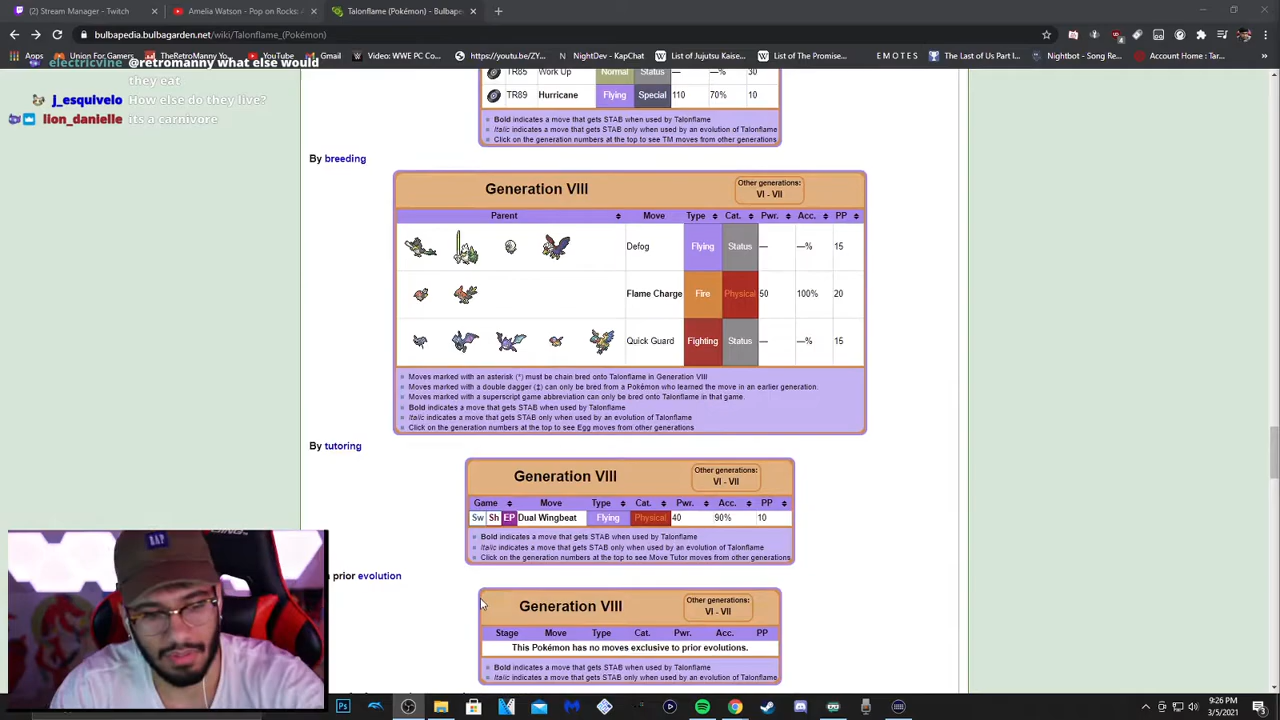 (2) Stream Manager - Twitch
Amelia Watson - Pokémon: A
Talonflame (Pokémon) - Bulbape
bulbapedia.bulbagarden.net/wiki/Talonflame_(Pokémon)
Apps
Union For Gamers
TheRetroManny You
YouTube
Gmail
Video: WWE PC Co...
https://youtu.be/ZY...
NightDev - KapChat
List of Jujutsu Kaise...
List of The Promise...
E M O T E S
The Last of Us Part I...
Nightbot - Song Re...
Account Home : Tar...
electricvine @retromanny what else would
they eat
j_esquivelo How else do they live?
lion_danielle its a carnivore
TR85 Work Up Normal Status — —% 30
TR89 Hurricane Flying Special 110 70% 10
Bold indicates a move that gets STAB when used by Talonflame
Italic indicates a move that gets STAB only when used by an evolution of Talonflame
Click on the generation numbers at the top to see TM moves from other generations
By breeding
Generation VIII
Other generations:
VI - VII
Parent Move Type Cat. Pwr. Acc. PP
Defog Flying Status — —% 15
Flame Charge Fire Physical 50 100% 20
Quick Guard Fighting Status — —% 15
Moves marked with an asterisk (*) must be chain bred onto Talonflame in Generation VIII
Moves marked with a double dagger (‡) can only be bred from a Pokémon who learned the move in an earlier generation.
Moves marked with a superscript game abbreviation can only be bred onto Talonflame in that game.
Bold indicates a move that gets STAB when used by Talonflame
Italic indicates a move that gets STAB only when used by an evolution of Talonflame
Click on the generation numbers at the top to see Egg moves from other generations
By tutoring
Generation VIII
Other generations:
VI - VII
Game Move Type Cat. Pwr. Acc. PP
Sw Sh EP Dual Wingbeat Flying Physical 40 90% 10
Bold indicates a move that gets STAB when used by Talonflame
Italic indicates a move that gets STAB only when used by an evolution of Talonflame
Click on the generation numbers at the top to see Move Tutor moves from other generations
prior evolution
Generation VIII
Other generations:
VI - VII
Stage Move Type Cat. Pwr. Acc. PP
This Pokémon has no moves exclusive to prior evolutions.
Bold indicates a move that gets STAB when used by Talonflame
Italic indicates a move that gets STAB only when used by an evolution of Talonflame
9:26 PM
3/5/2021